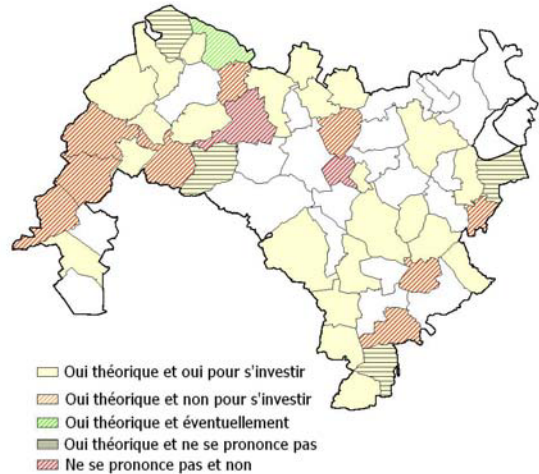 Oui théorique et oui pour s'investir
Oui théorique et non pour s'investir
Oui théorique et éventuellement
Oui théorique et ne se prononce pas
Ne se prononce pas et non